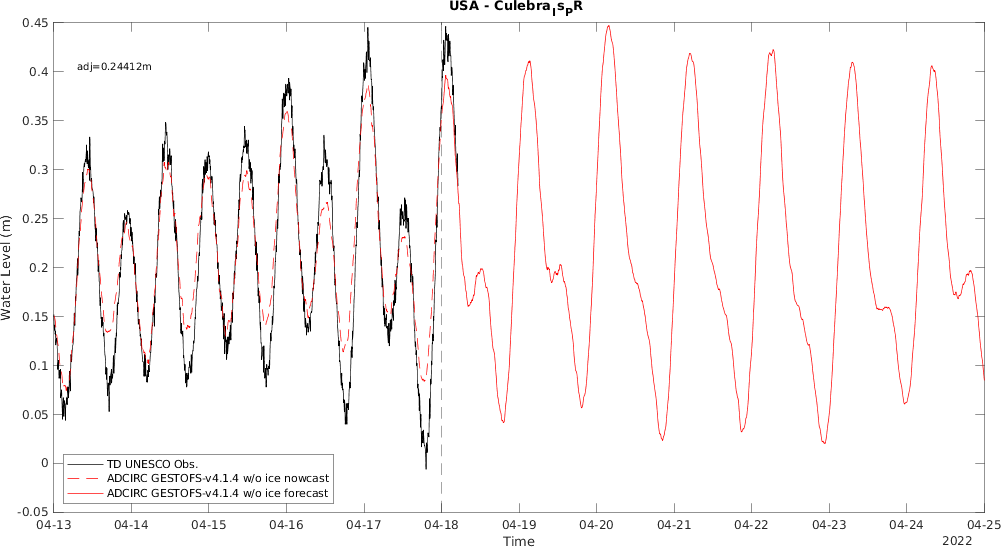 USA - Culebra_Is_PR
0.45
0.4
0.35
0.3
0.25
0.2
0.15
0.1
0.05
0
-0.05
Water Level (m)
adj=0.24412m
TD UNESCO Obs.
ADCIRC GESTOFS-v4.1.4 w/o ice nowcast
ADCIRC GESTOFS-v4.1.4 w/o ice forecast
04-13 04-14 04-15 04-16 04-17 04-18 04-19 04-20 04-21 04-22 04-23 04-24 04-25
Time
2022